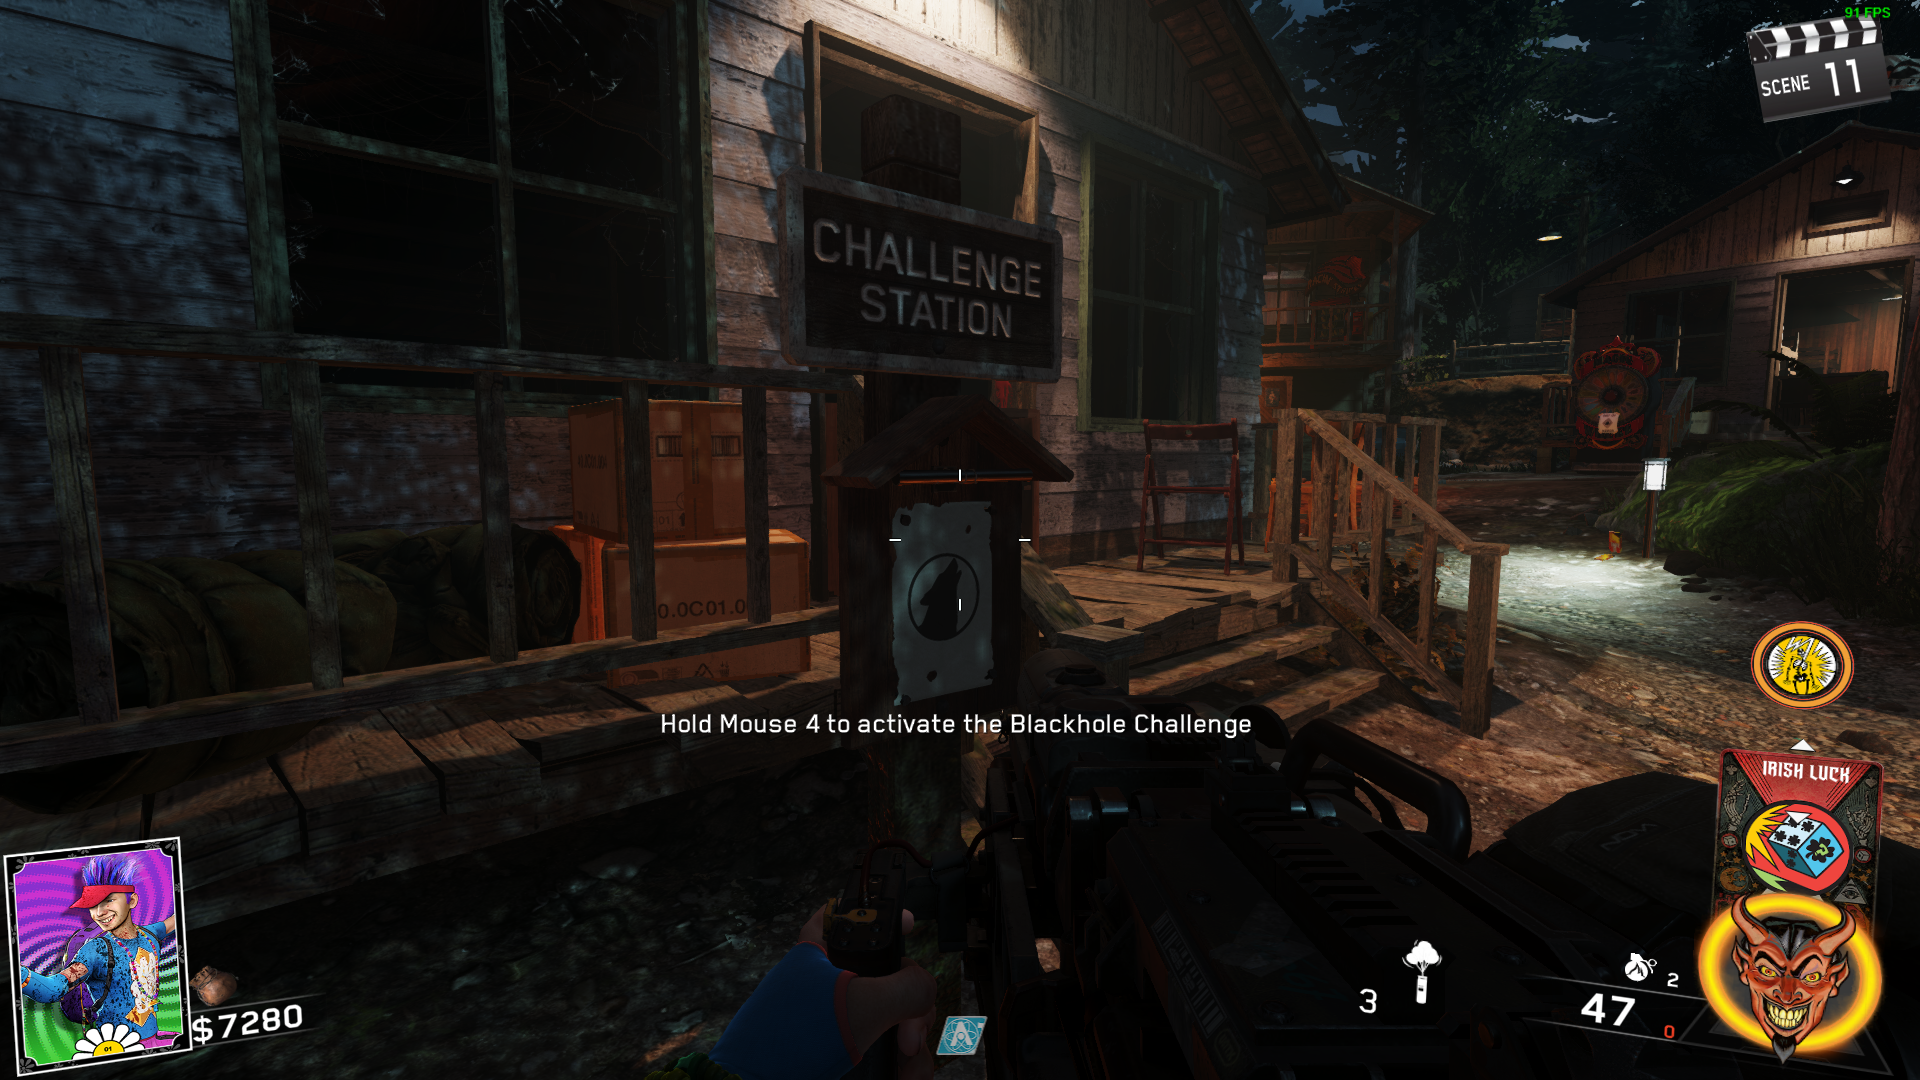 91 FPS
SCENE 11
CHALLENGE
STATION
0.0C01.0
Hold Mouse 4 to activate the Blackhole Challenge
IRISH LUCK
01
$7280
3
2
47
0
A